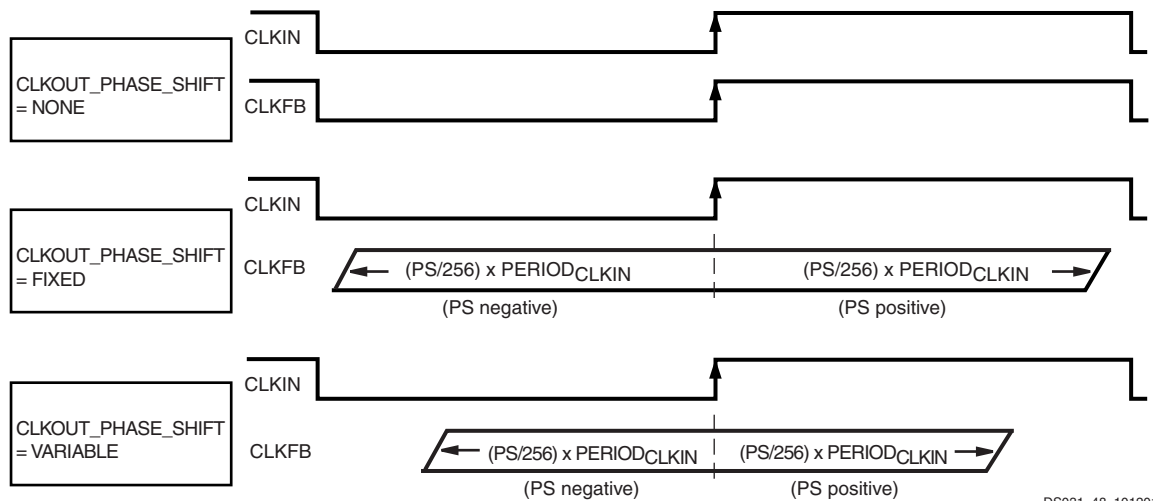 CLKIN
CLKOUT_PHASE_SHIFT
= NONE
CLKFB
CLKIN
CLKOUT_PHASE_SHIFT
= FIXED
CLKFB
(PS/256) x PERIODCLKIN
(PS/256) x PERIODCLKIN
(PS negative)
(PS positive)
CLKIN
CLKOUT_PHASE_SHIFT
= VARIABLE
CLKFB
(PS/256) x PERIODCLKIN
(PS/256) x PERIODCLKIN
(PS negative)
(PS positive)